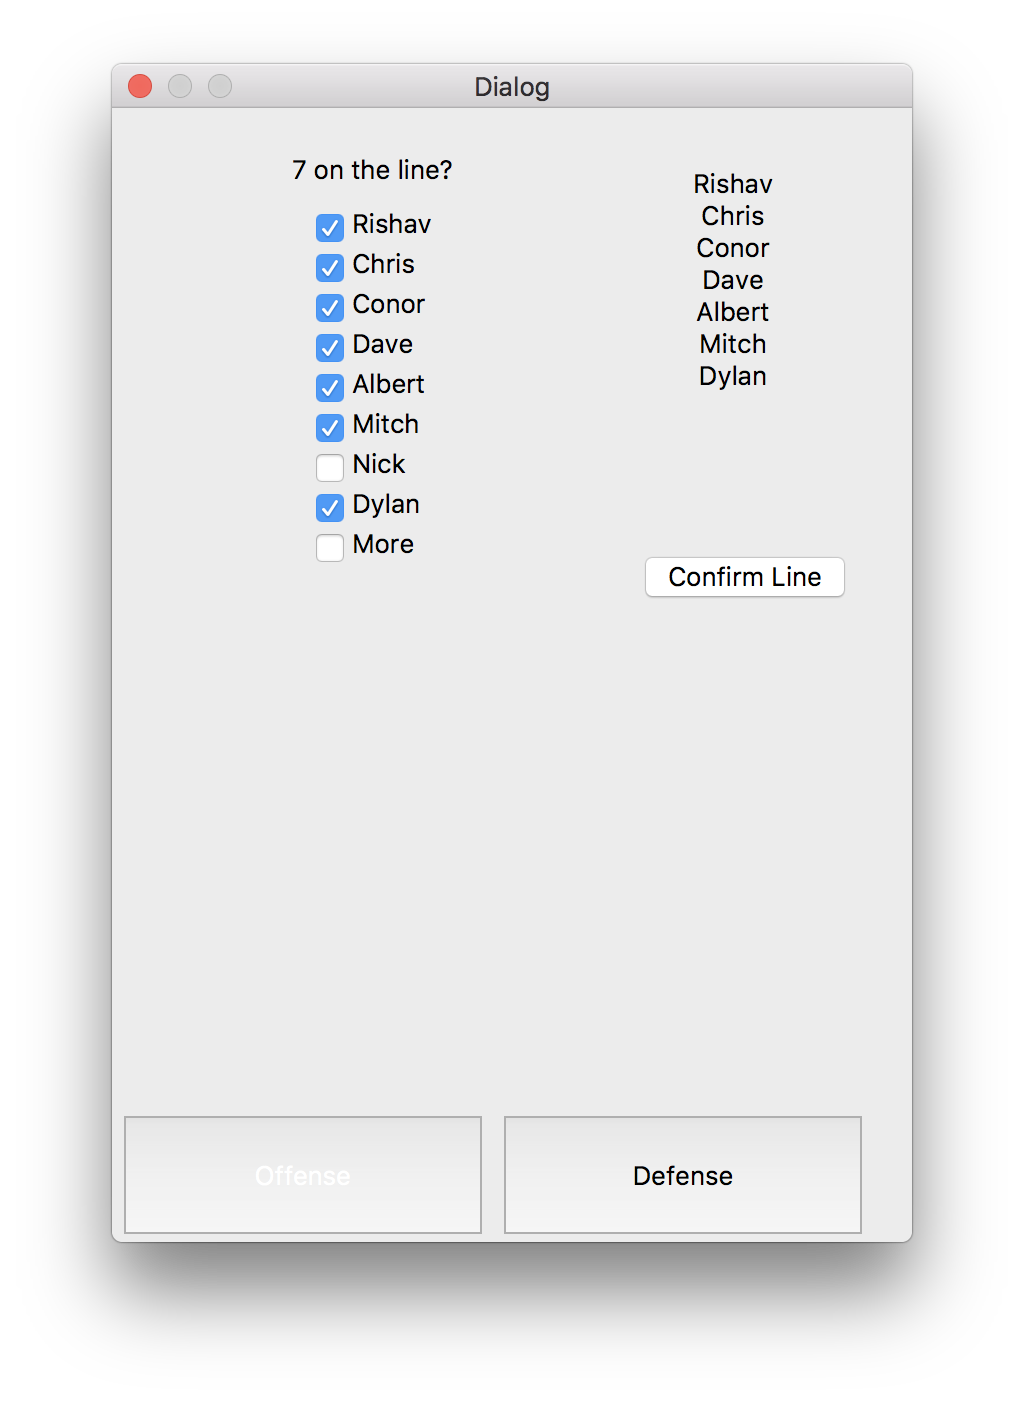 Dialog
7 on the line?
Rishav
Chris
Conor
Dave
Albert
Mitch
Nick
Dylan
More
Rishav
Chris
Conor
Dave
Albert
Mitch
Dylan
Confirm Line
Offense
Defense